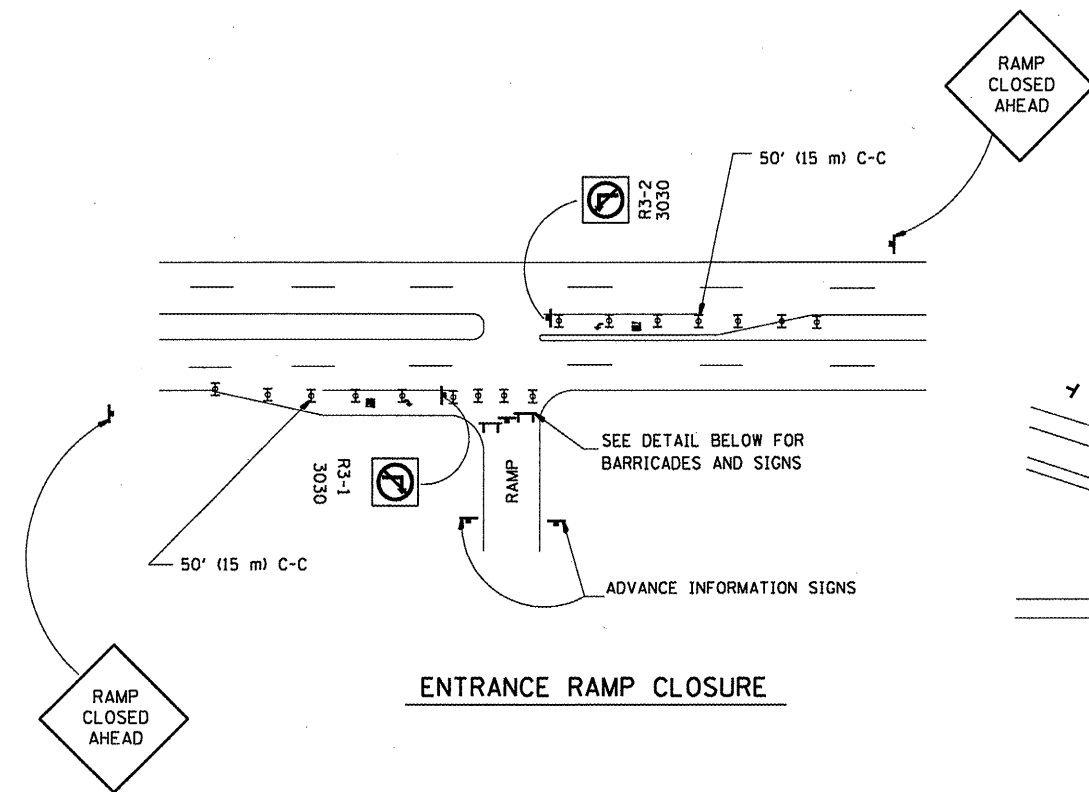 RAMP
CLOSED
AHEAD
50' (15 m) C-C
R3-2
3030
SEE DETAIL BELOW FOR
BARRICADES AND SIGNS
RAMP
R3-1
3030
50' (15 m) C-C
ADVANCE INFORMATION SIGNS
ENTRANCE RAMP CLOSURE
RAMP
CLOSED
AHEAD